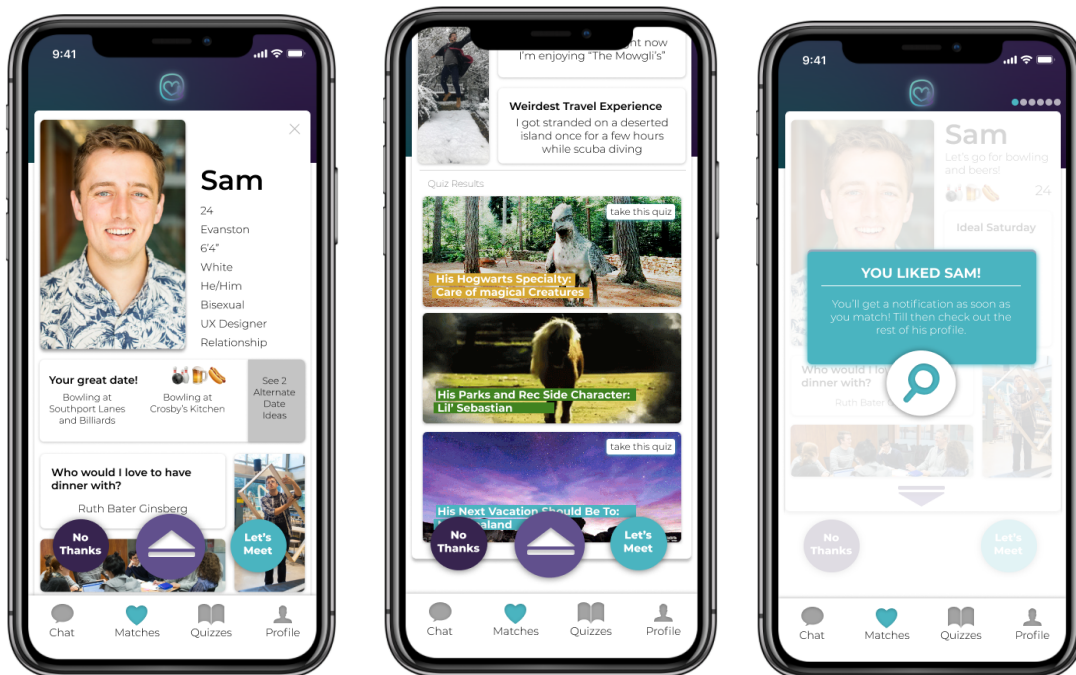 9:41
Sam
24
Evanston
6'4"
White
He/Him
Bisexual
UX Designer
Relationship
Your great date!
Bowling at
Southport Lanes
and Billiards
Bowling at
Crosby's Kitchen
See 2
Alternate
Date
Ideas
Who would I love to have
dinner with?
Ruth Bater Ginsberg
No
Thanks
Let's
Meet
Chat
Matches
Quizzes
Profile
now
I'm enjoying "The Mowgli's"
Weirdest Travel Experience
I got stranded on a deserted
island once for a few hours
while scuba diving
Quiz Results
take this quiz
His Hogwarts Specialty:
Care of magical Creatures
His Parks and Rec Side Character:
Lil' Sebastian
take this quiz
His Next Vacation Should Be To:
No
Thanks
Let's
Meet
Chat
Matches
Quizzes
Profile
9:41
Sam
Let's go for bowling
and beers!
24
Ideal Saturday
YOU LIKED SAM!
You'll get a notification as soon as
you match! Till then check out the
rest of his profile.
Who would I
dinner with?
Ruth Bater
No
Thanks
Let's
Meet
Chat
Matches
Quizzes
Profile